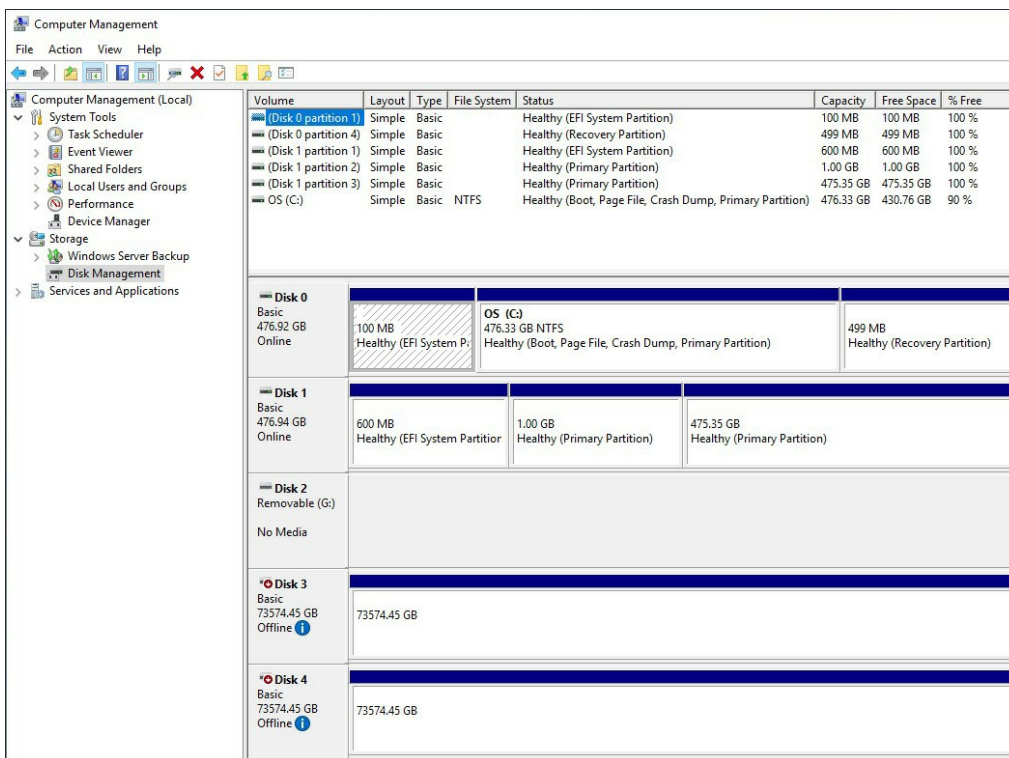 Computer Management
File Action View Help
Computer Management (Local)
System Tools
Task Scheduler
Event Viewer
Shared Folders
Local Users and Groups
Performance
Device Manager
Storage
Windows Server Backup
Disk Management
Services and Applications
Volume Layout Type File System Status Capacity Free Space % Free
(Disk 0 partition 1) Simple Basic Healthy (EFI System Partition) 100 MB 100 MB 100 %
(Disk 0 partition 4) Simple Basic Healthy (Recovery Partition) 499 MB 499 MB 100 %
(Disk 1 partition 1) Simple Basic Healthy (EFI System Partition) 600 MB 600 MB 100 %
(Disk 1 partition 2) Simple Basic Healthy (Primary Partition) 1.00 GB 1.00 GB 100 %
(Disk 1 partition 3) Simple Basic Healthy (Primary Partition) 475.35 GB 475.35 GB 100 %
OS (C:) Simple Basic NTFS Healthy (Boot, Page File, Crash Dump, Primary Partition) 476.33 GB 430.76 GB 90 %
Disk 0
Basic
476.92 GB
Online
100 MB
Healthy (EFI System P
OS (C:)
476.33 GB NTFS
Healthy (Boot, Page File, Crash Dump, Primary Partition)
499 MB
Healthy (Recovery Partition)
Disk 1
Basic
476.94 GB
Online
600 MB
Healthy (EFI System Partitior
1.00 GB
Healthy (Primary Partition)
475.35 GB
Healthy (Primary Partition)
Disk 2
Removable (G:)
No Media
Disk 3
Basic
73574.45 GB
Offline
73574.45 GB
Disk 4
Basic
73574.45 GB
Offline
73574.45 GB